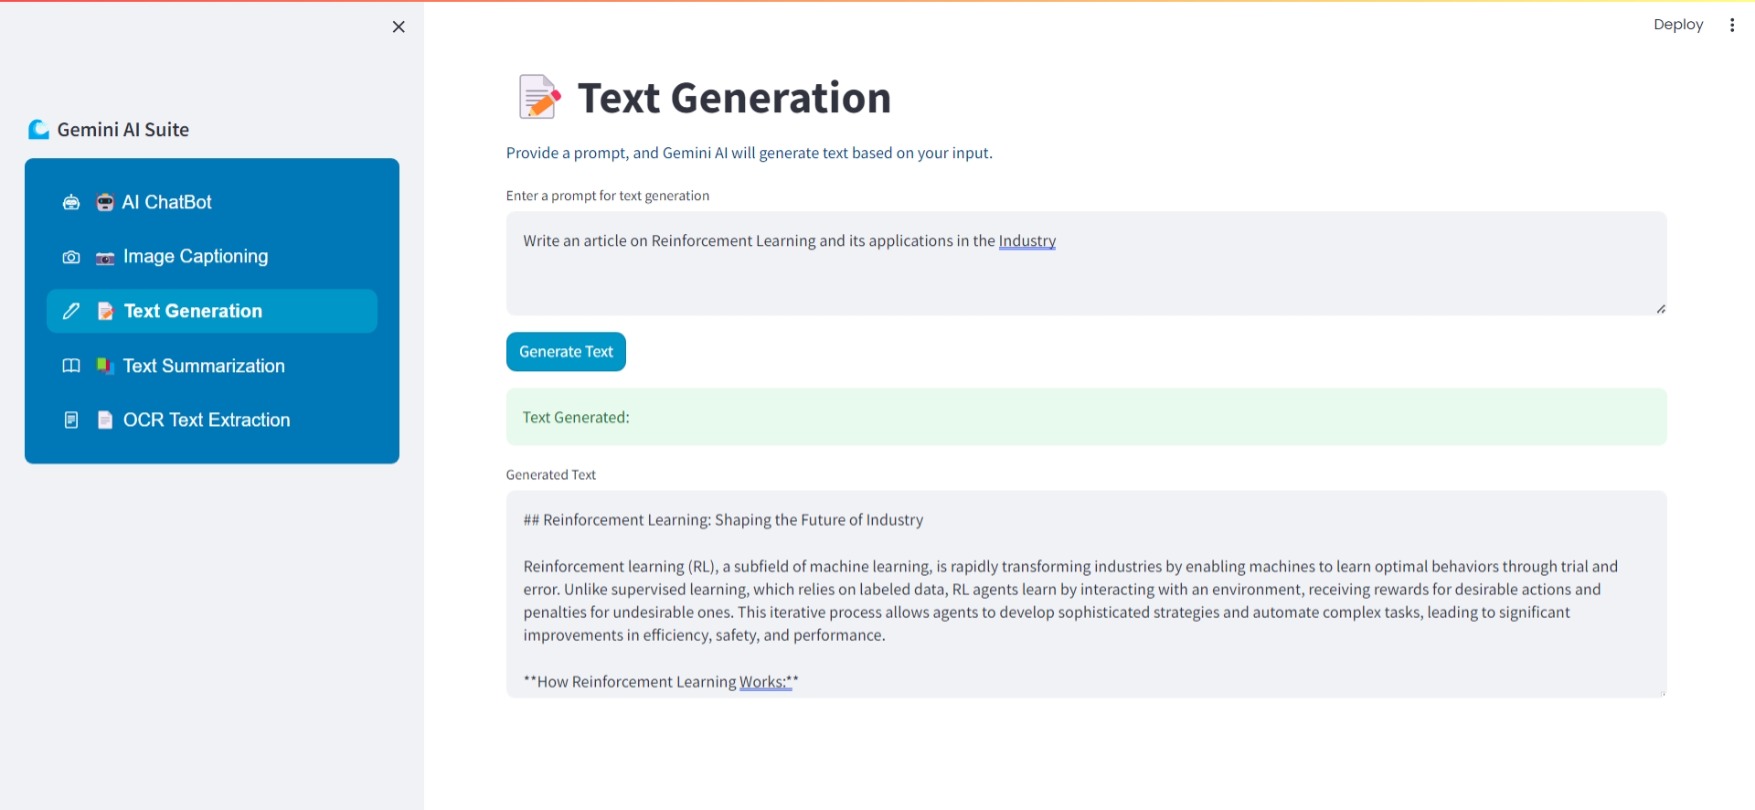 Deploy
Gemini AI Suite
AI ChatBot
Image Captioning
Text Generation
Text Summarization
OCR Text Extraction
Text Generation
Provide a prompt, and Gemini AI will generate text based on your input.
Enter a prompt for text generation
Write an article on Reinforcement Learning and its applications in the Industry
Generate Text
Text Generated:
Generated Text
## Reinforcement Learning: Shaping the Future of Industry
Reinforcement learning (RL), a subfield of machine learning, is rapidly transforming industries by enabling machines to learn optimal behaviors through trial and
error. Unlike supervised learning, which relies on labeled data, RL agents learn by interacting with an environment, receiving rewards for desirable actions and
penalties for undesirable ones. This iterative process allows agents to develop sophisticated strategies and automate complex tasks, leading to significant
improvements in efficiency, safety, and performance.
**How Reinforcement Learning Works:**